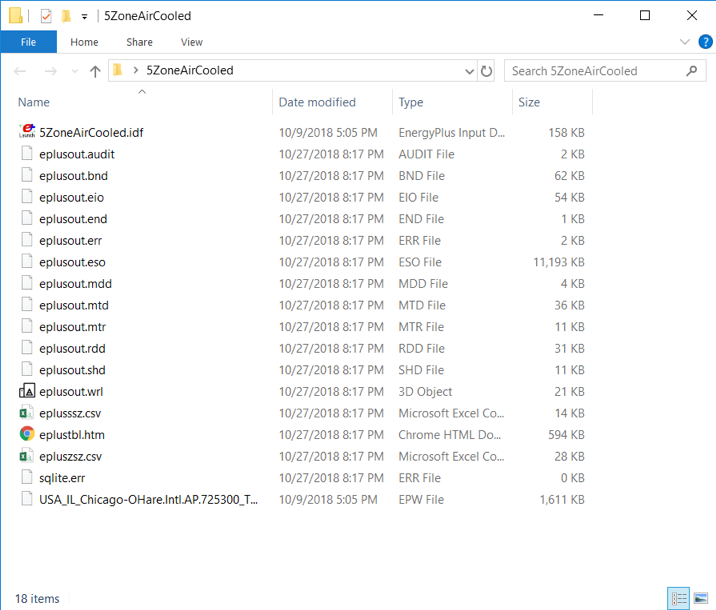 5ZoneAirCooled
File Home Share View
5ZoneAirCooled Search 5ZoneAirCooled
Name Date modified Type Size
5ZoneAirCooled.idf 10/9/2018 5:05 PM EnergyPlus Input D... 158 KB
eplusout.audit 10/27/2018 8:17 PM AUDIT File 2 KB
eplusout.bnd 10/27/2018 8:17 PM BND File 62 KB
eplusout.eio 10/27/2018 8:17 PM EIO File 54 KB
eplusout.end 10/27/2018 8:17 PM END File 1 KB
eplusout.err 10/27/2018 8:17 PM ERR File 2 KB
eplusout.eso 10/27/2018 8:17 PM ESO File 11,193 KB
eplusout.mdd 10/27/2018 8:17 PM MDD File 4 KB
eplusout.mtd 10/27/2018 8:17 PM MTD File 36 KB
eplusout.mtr 10/27/2018 8:17 PM MTR File 11 KB
eplusout.rdd 10/27/2018 8:17 PM RDD File 31 KB
eplusout.shd 10/27/2018 8:17 PM SHD File 11 KB
eplusout.wrl 10/27/2018 8:17 PM 3D Object 21 KB
eplusssz.csv 10/27/2018 8:17 PM Microsoft Excel Co... 14 KB
eplustbl.htm 10/27/2018 8:17 PM Chrome HTML Do... 594 KB
epluszsz.csv 10/27/2018 8:17 PM Microsoft Excel Co... 28 KB
sqlite.err 10/27/2018 8:17 PM ERR File 0 KB
USA_IL_Chicago-OHare.Intl.AP.725300_T... 10/9/2018 5:05 PM EPW File 1,611 KB
18 items